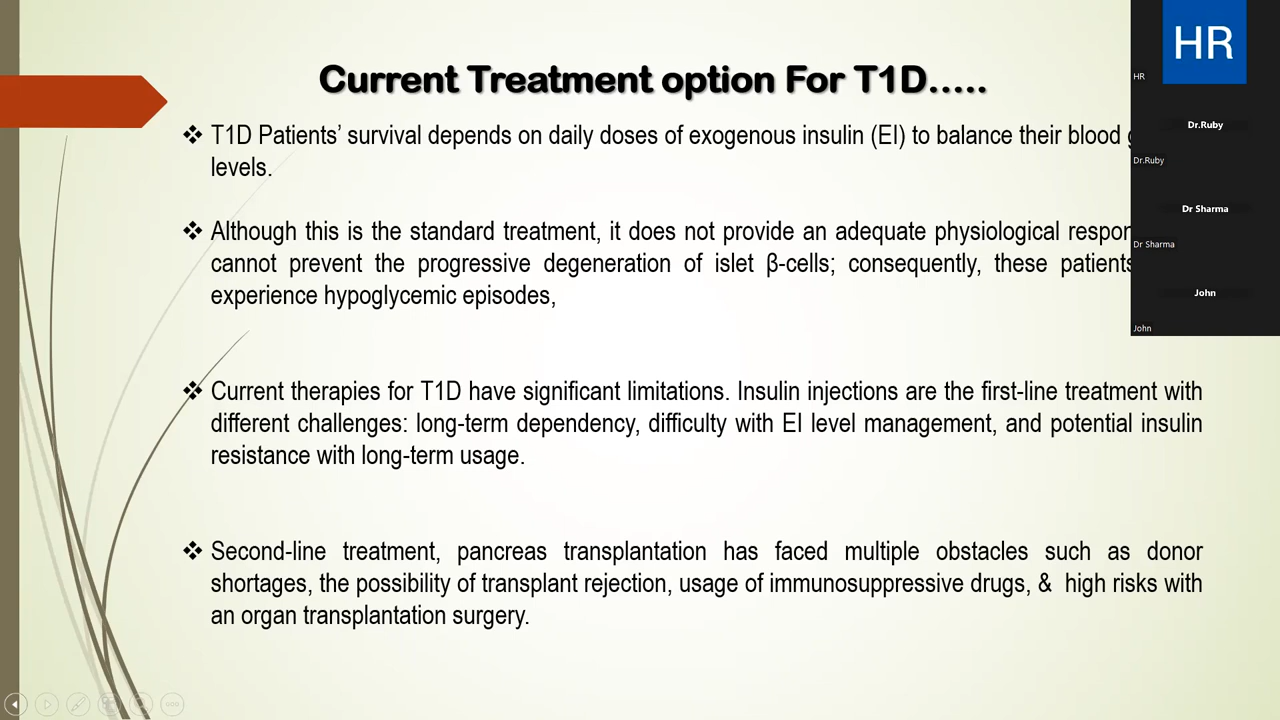 Current Treatment option For T1D.....
❖ T1D Patients’ survival depends on daily doses of exogenous insulin (EI) to balance their blood
levels.
❖ Although this is the standard treatment, it does not provide an adequate physiological
cannot prevent the progressive degeneration of islet β-cells; consequently, these patients
experience hypoglycemic episodes,
❖ Current therapies for T1D have significant limitations. Insulin injections are the first-line treatment with
different challenges: long-term dependency, difficulty with EI level management, and potential insulin
resistance with long-term usage.
❖ Second-line treatment, pancreas transplantation has faced multiple obstacles such as donor
shortages, the possibility of transplant rejection, usage of immunosuppressive drugs, & high risks with
an organ transplantation surgery.
HR
HR
Dr.Ruby
Dr.Ruby
Dr Sharma
Dr Sharma
John
John